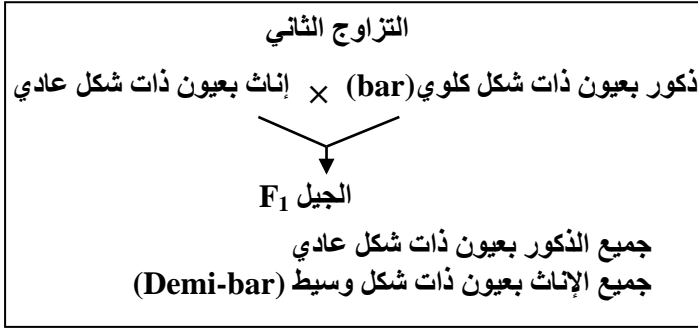 التزاوج الثاني
ذكور بعيون ذات شكل كلوي(bar) × إناث بعيون ذات شكل عادي
الجيل F₁
جميع الذكور بعيون ذات شكل عادي
جميع الإناث بعيون ذات شكل وسيط (Demi-bar)